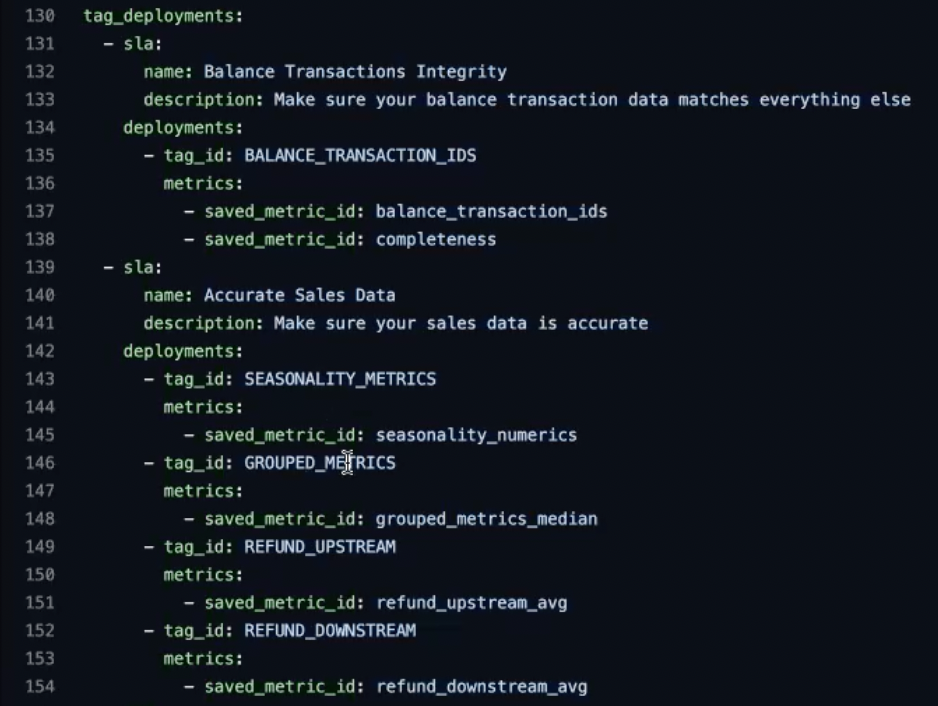 130 tag_deployments:
131   - sla:
132       name: Balance Transactions Integrity
133       description: Make sure your balance transaction data matches everything else
134     deployments:
135       - tag_id: BALANCE_TRANSACTION_IDS
136         metrics:
137           - saved_metric_id: balance_transaction_ids
138           - saved_metric_id: completeness
139   - sla:
140       name: Accurate Sales Data
141       description: Make sure your sales data is accurate
142     deployments:
143       - tag_id: SEASONALITY_METRICS
144         metrics:
145           - saved_metric_id: seasonality_numerics
146       - tag_id: GROUPED_METRICS
147         metrics:
148           - saved_metric_id: grouped_metrics_median
149       - tag_id: REFUND_UPSTREAM
150         metrics:
151           - saved_metric_id: refund_upstream_avg
152       - tag_id: REFUND_DOWNSTREAM
153         metrics:
154           - saved_metric_id: refund_downstream_avg